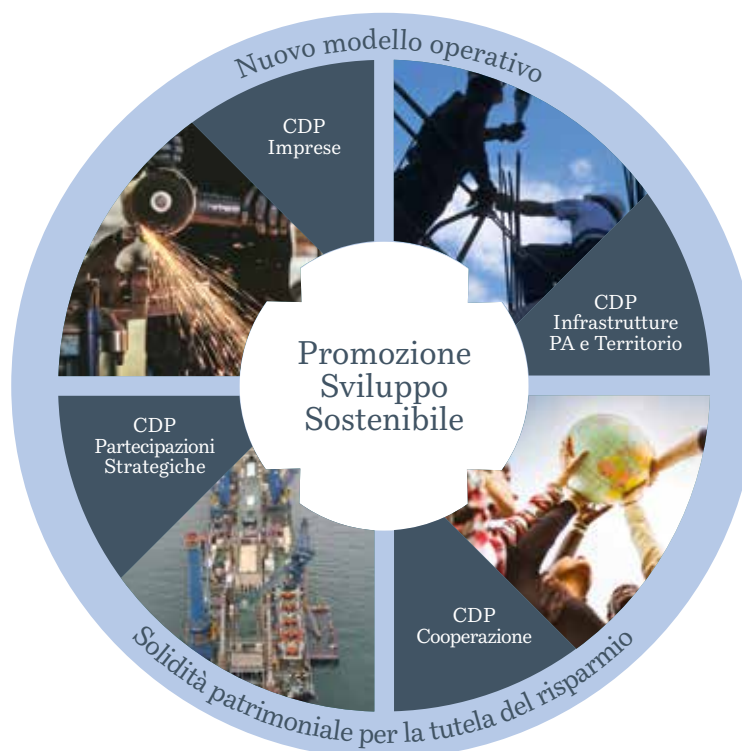 Nuovo modello operativo
CDP
Imprese
CDP
Infrastrutture
PA e Territorio
Promozione
Sviluppo
Sostenibile
CDP
Partecipazioni
Strategiche
CDP
Cooperazione
Solidità patrimoniale per la tutela del risparmio